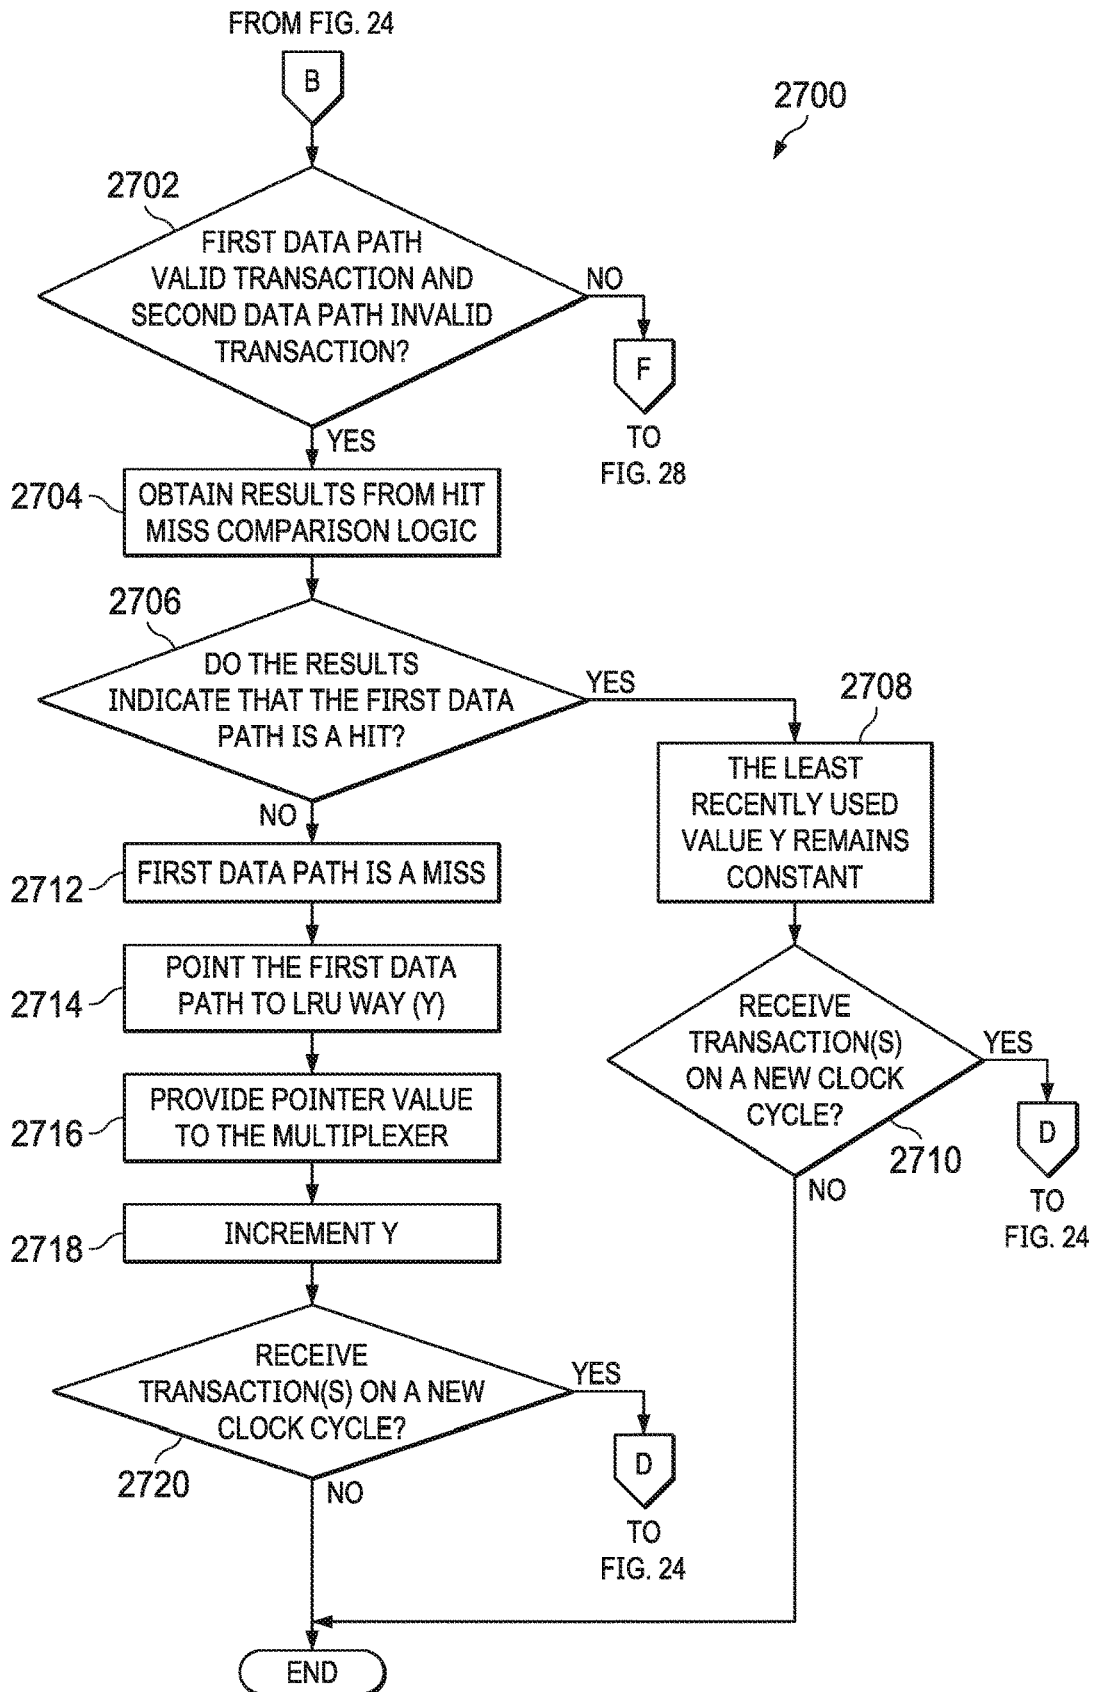 FROM FIG. 24
B
2700
2702
FIRST DATA PATH
VALID TRANSACTION AND
SECOND DATA PATH INVALID
TRANSACTION?
NO
F
TO
FIG. 28
YES
2704
OBTAIN RESULTS FROM HIT
MISS COMPARISON LOGIC
2706
DO THE RESULTS
INDICATE THAT THE FIRST DATA
PATH IS A HIT?
YES
2708
THE LEAST
RECENTLY USED
VALUE Y REMAINS
CONSTANT
NO
2712
FIRST DATA PATH IS A MISS
2714
POINT THE FIRST DATA
PATH TO LRU WAY (Y)
RECEIVE
TRANSACTION(S)
ON A NEW CLOCK
CYCLE?
YES
D
TO
FIG. 24
2710
NO
2716
PROVIDE POINTER VALUE
TO THE MULTIPLEXER
2718
INCREMENT Y
RECEIVE
TRANSACTION(S) ON A NEW
CLOCK CYCLE?
YES
D
TO
FIG. 24
2720
NO
END